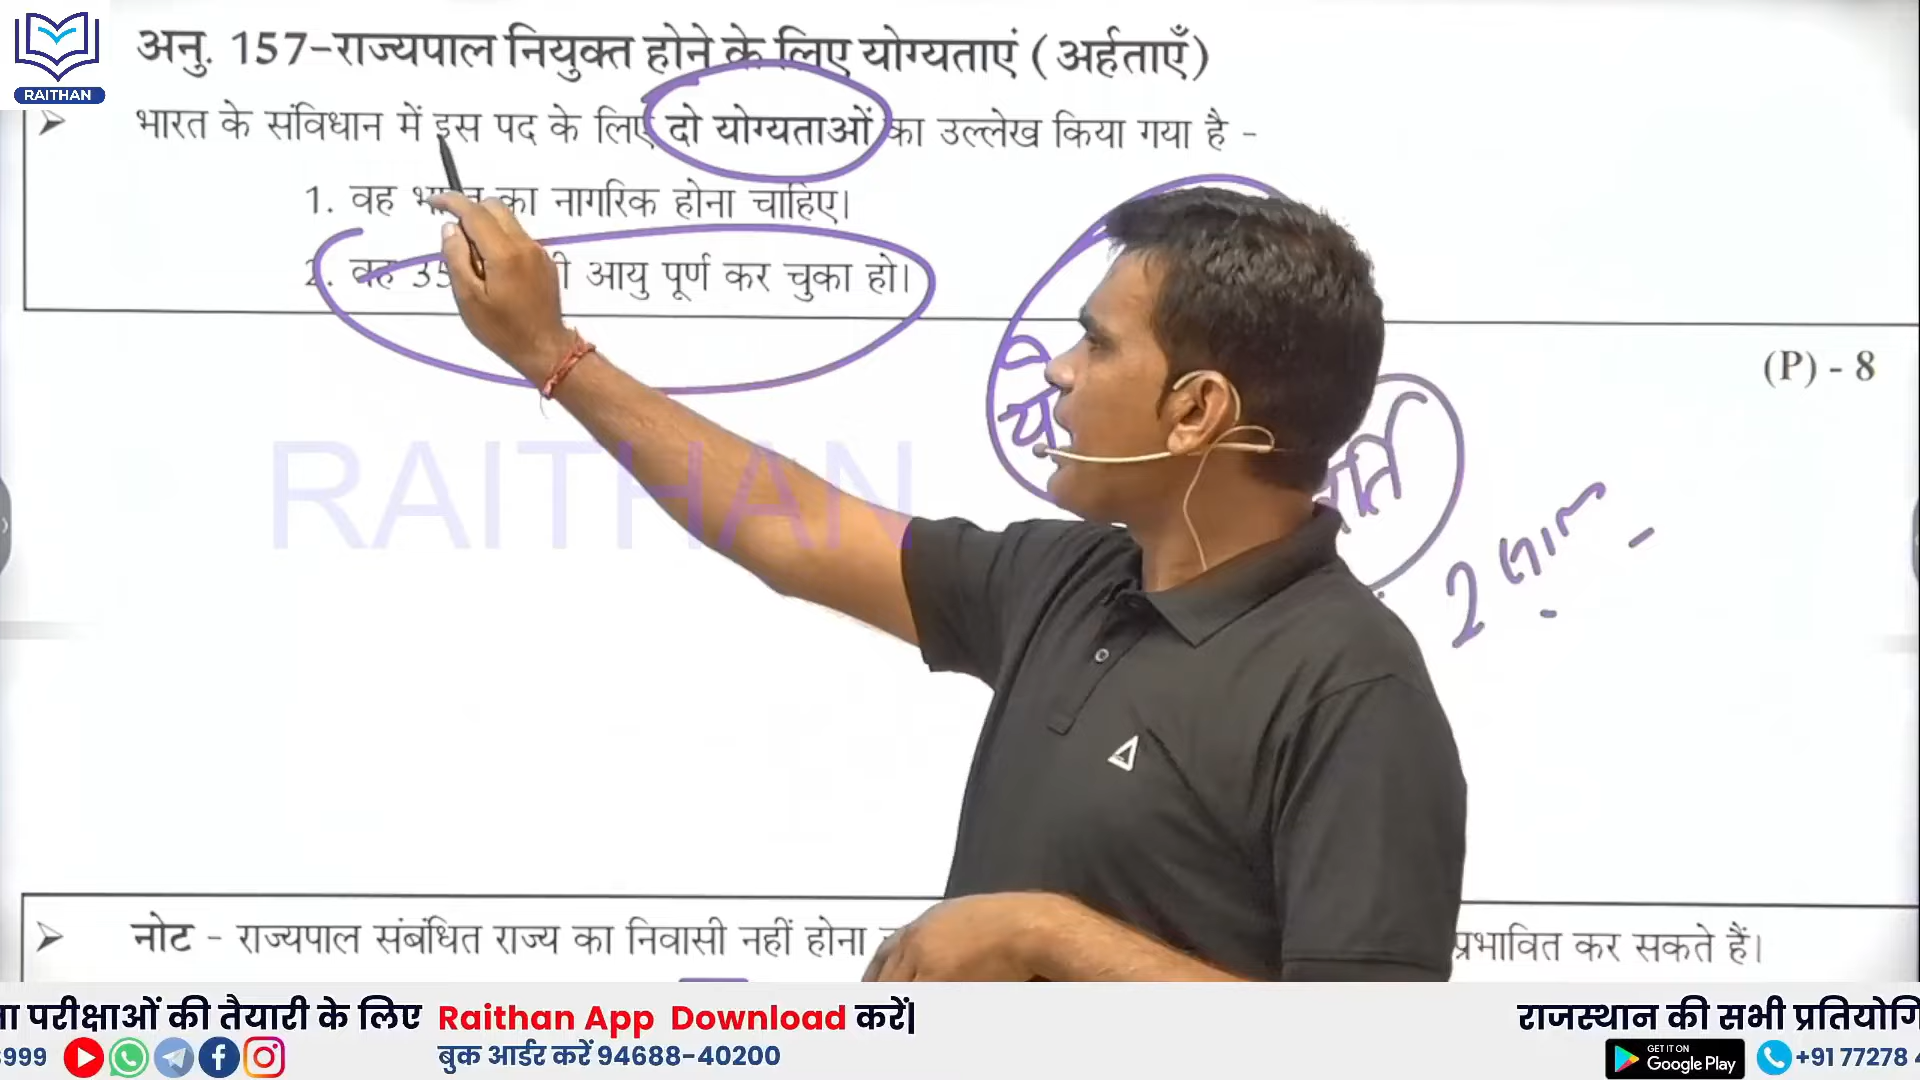 RAITHAN
अनु. 157-राज्यपाल नियुक्त होने के लिए योग्यताएं (अर्हताएँ)
भारत के संविधान में इस पद के लिए दो योग्यताओं का उल्लेख किया गया है -
1. वह का नागरिक होना चाहिए।
2. वह 35 आयु पूर्ण कर चुका हो।
(P) - 8
RAITHAN
2 लाख
नोट - राज्यपाल संबंधित राज्य का निवासी नहीं होना
प्रभावित कर सकते हैं।
परीक्षाओं की तैयारी के लिए Raithan App Download करें|
राजस्थान की सभी
999 बुक आर्डर करें 94688-40200
GET IT ON
Google Play
+91 77278